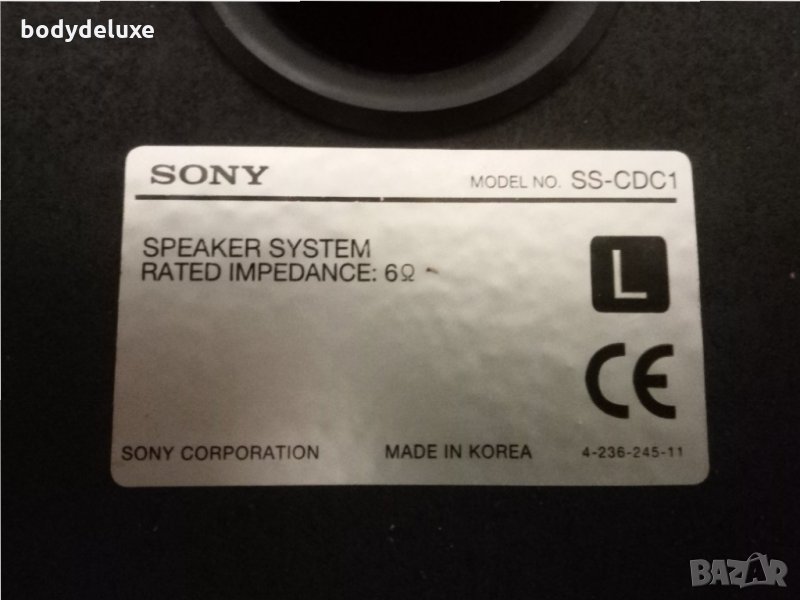 bodydeluxe
SONY
MODEL NO. SS-CDC1
SPEAKER SYSTEM
RATED IMPEDANCE: 6Ω
L
CE
SONY CORPORATION MADE IN KOREA 4-236-245-11
BAZAR